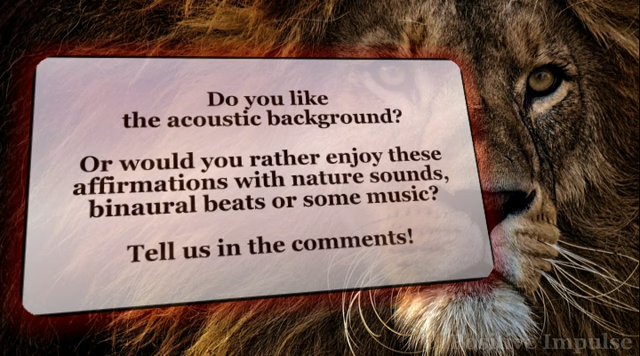 Do you like
the acoustic background?
Or would you rather enjoy these
affirmations with nature sounds,
binaural beats or some music?
Tell us in the comments!
Positive Impulse